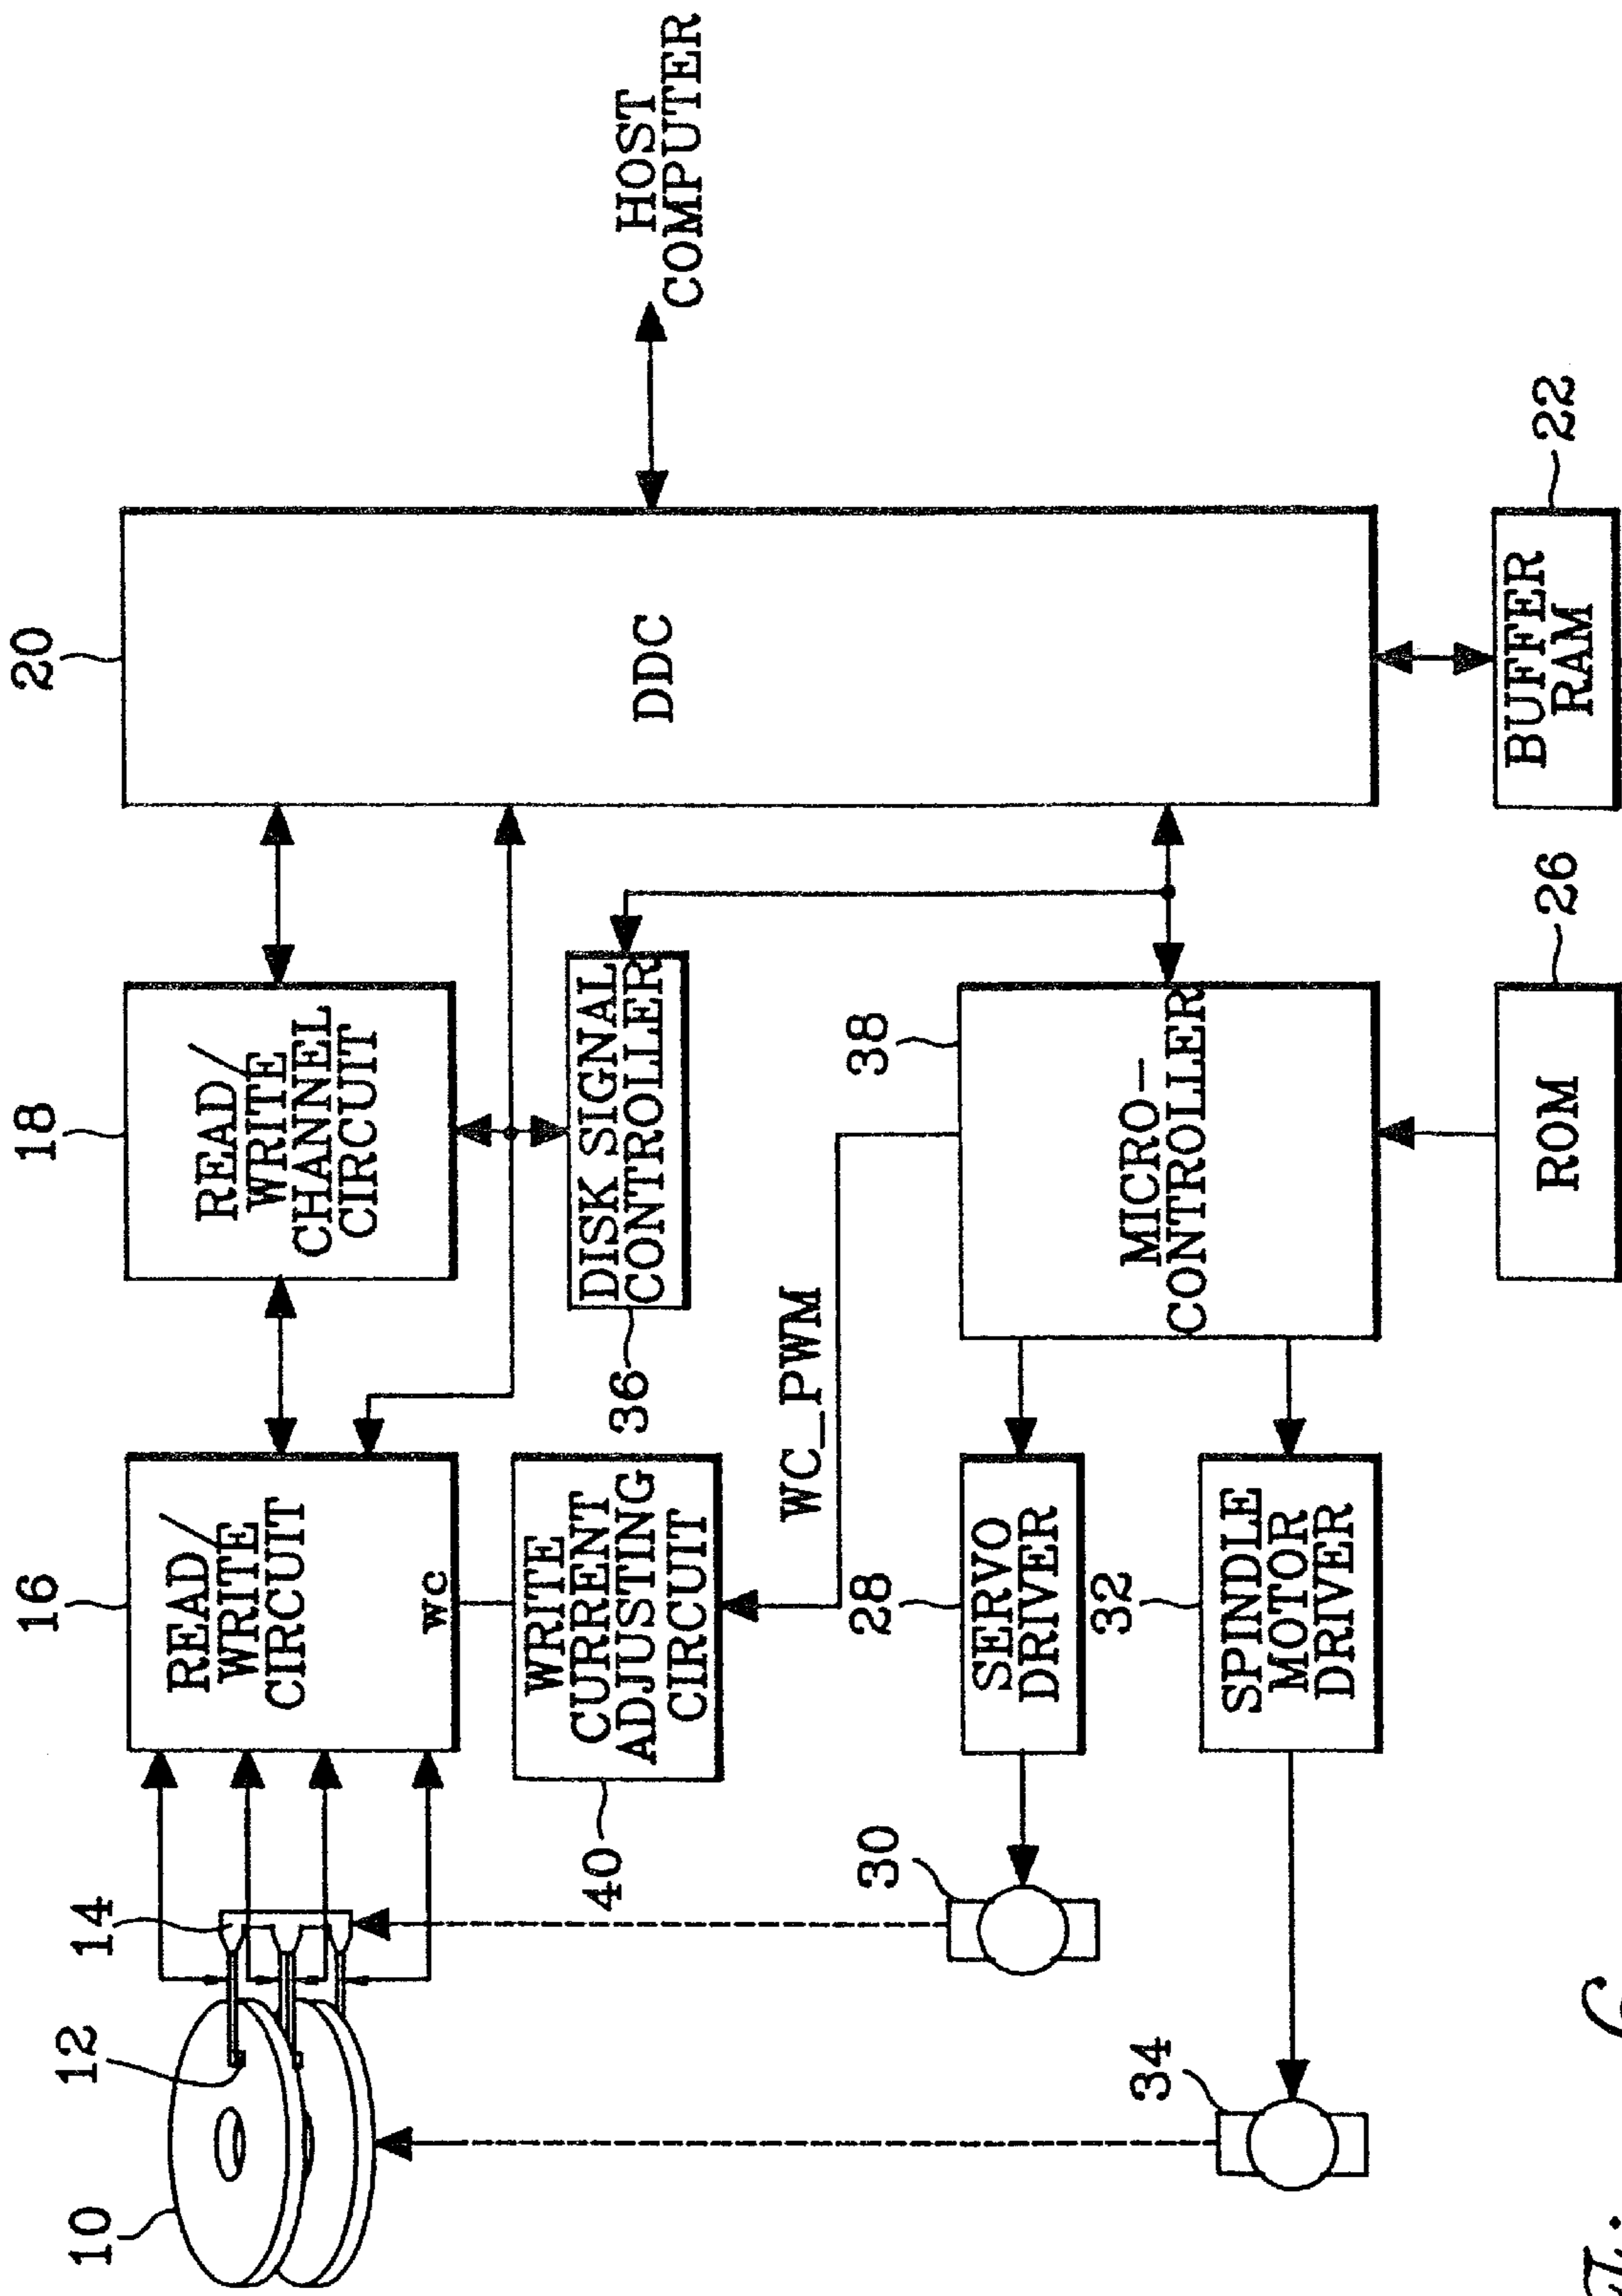 20
18
16
14
12
10
READ/
WRITE
CIRCUIT
WC
READ/
WRITE
CHANNEL
CIRCUIT
DDC
HOST
COMPUTER
WRITE
CURRENT
ADJUSTING
CIRCUIT
40
DISK SIGNAL
CONTROLLER
36
WC_PWM
38
MICRO-
CONTROLLER
28
SERVO
DRIVER
30
32
SPINDLE
MOTOR
DRIVER
34
ROM
26
BUFFER
RAM
22